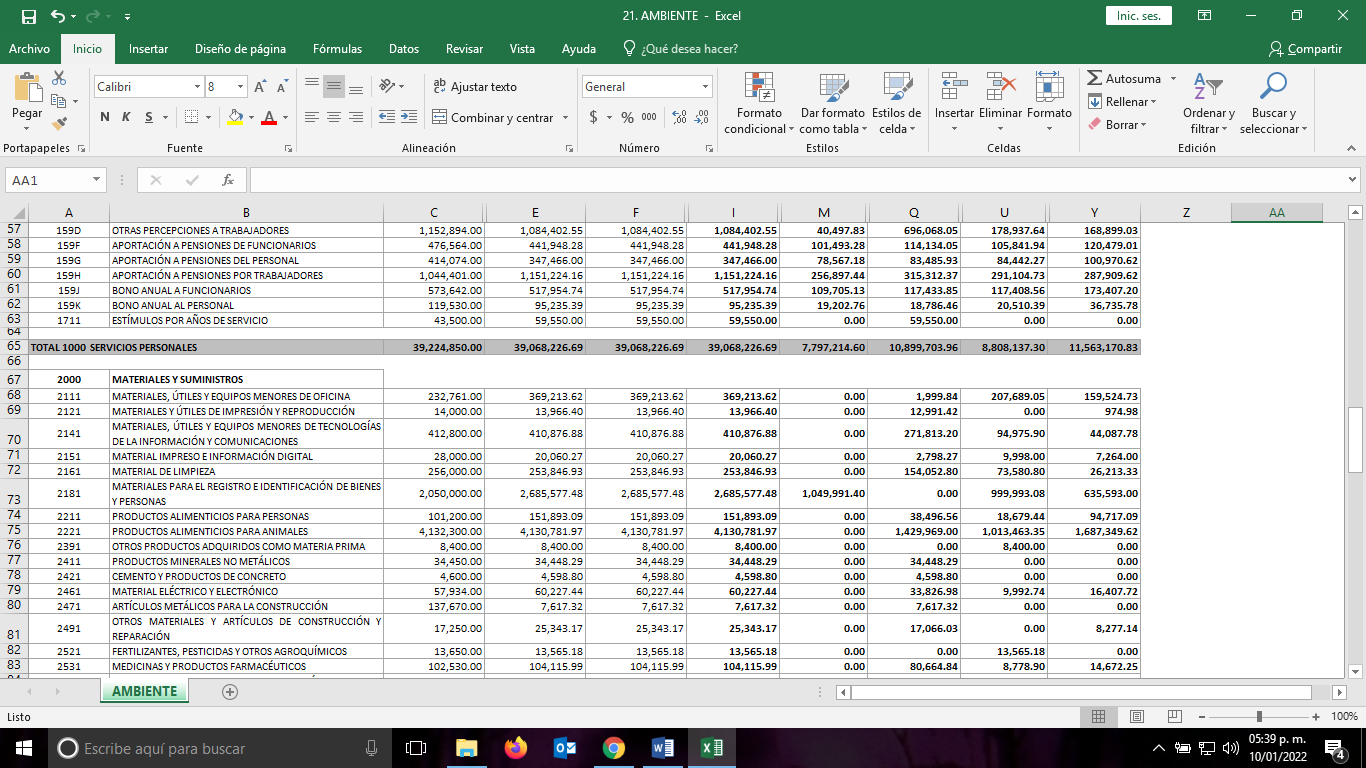 21. AMBIENTE - Excel
Inic. ses.
Archivo Inicio Insertar Diseño de página Fórmulas Datos Revisar Vista Ayuda ¿Qué desea hacer? Compartir
Pegar
Portapapeles
Calibri 8
N K S
Fuente
Ajustar texto
Combinar y centrar
Alineación
General
$ % 000
Número
Formato condicional
Dar formato como tabla
Estilos de celda
Estilos
Insertar Eliminar Formato
Celdas
Autosuma
Rellenar
Borrar
Ordenar y filtrar
Buscar y seleccionar
Edición
AA1 fx
A B C E F I M Q U Y Z AA
57 159D OTRAS PERCEPCIONES A TRABAJADORES 1,152,894.00 1,084,402.55 1,084,402.55 1,084,402.55 40,497.83 696,068.05 178,937.64 168,899.03
58 159F APORTACIÓN A PENSIONES DE FUNCIONARIOS 476,564.00 441,948.28 441,948.28 441,948.28 101,493.28 114,134.05 105,841.94 120,479.01
59 159G APORTACIÓN A PENSIONES DEL PERSONAL 414,074.00 347,466.00 347,466.00 347,466.00 78,567.18 83,485.93 84,442.27 100,970.62
60 159H APORTACIÓN A PENSIONES POR TRABAJADORES 1,044,401.00 1,151,224.16 1,151,224.16 1,151,224.16 256,897.44 315,312.37 291,104.73 287,909.62
61 159J BONO ANUAL A FUNCIONARIOS 573,642.00 517,954.74 517,954.74 517,954.74 109,705.13 117,433.85 117,408.56 173,407.20
62 159K BONO ANUAL AL PERSONAL 119,530.00 95,235.39 95,235.39 95,235.39 19,202.76 18,786.46 20,510.39 36,735.78
63 1711 ESTÍMULOS POR AÑOS DE SERVICIO 43,500.00 59,550.00 59,550.00 59,550.00 0.00 59,550.00 0.00 0.00
64
65 TOTAL 1000 SERVICIOS PERSONALES 39,224,850.00 39,068,226.69 39,068,226.69 39,068,226.69 7,797,214.60 10,899,703.96 8,808,137.30 11,563,170.83
66
67 2000 MATERIALES Y SUMINISTROS
68 2111 MATERIALES, ÚTILES Y EQUIPOS MENORES DE OFICINA 232,761.00 369,213.62 369,213.62 369,213.62 0.00 1,999.84 207,689.05 159,524.73
69 2121 MATERIALES Y ÚTILES DE IMPRESIÓN Y REPRODUCCIÓN 14,000.00 13,966.40 13,966.40 13,966.40 0.00 12,991.42 0.00 974.98
70 2141 MATERIALES, ÚTILES Y EQUIPOS MENORES DE TECNOLOGÍAS
DE LA INFORMACIÓN Y COMUNICACIONES 412,800.00 410,876.88 410,876.88 410,876.88 0.00 271,813.20 94,975.90 44,087.78
71 2151 MATERIAL IMPRESO E INFORMACIÓN DIGITAL 28,000.00 20,060.27 20,060.27 20,060.27 0.00 2,798.27 9,998.00 7,264.00
72 2161 MATERIAL DE LIMPIEZA 256,000.00 253,846.93 253,846.93 253,846.93 0.00 154,052.80 73,580.80 26,213.33
73 2181 MATERIALES PARA EL REGISTRO E IDENTIFICACIÓN DE BIENES
Y PERSONAS 2,050,000.00 2,685,577.48 2,685,577.48 2,685,577.48 1,049,991.40 0.00 999,993.08 635,593.00
74 2211 PRODUCTOS ALIMENTICIOS PARA PERSONAS 101,200.00 151,893.09 151,893.09 151,893.09 0.00 38,496.56 18,679.44 94,717.09
75 2221 PRODUCTOS ALIMENTICIOS PARA ANIMALES 4,132,300.00 4,130,781.97 4,130,781.97 4,130,781.97 0.00 1,429,969.00 1,013,463.35 1,687,349.62
76 2391 OTROS PRODUCTOS ADQUIRIDOS COMO MATERIA PRIMA 8,400.00 8,400.00 8,400.00 8,400.00 0.00 0.00 8,400.00 0.00
77 2411 PRODUCTOS MINERALES NO METÁLICOS 34,450.00 34,448.29 34,448.29 34,448.29 0.00 34,448.29 0.00 0.00
78 2421 CEMENTO Y PRODUCTOS DE CONCRETO 4,600.00 4,598.80 4,598.80 4,598.80 0.00 4,598.80 0.00 0.00
79 2461 MATERIAL ELÉCTRICO Y ELECTRÓNICO 57,934.00 60,227.44 60,227.44 60,227.44 0.00 33,826.98 9,992.74 16,407.72
80 2471 ARTÍCULOS METÁLICOS PARA LA CONSTRUCCIÓN 137,670.00 7,617.32 7,617.32 7,617.32 0.00 7,617.32 0.00 0.00
81 2491 OTROS MATERIALES Y ARTÍCULOS DE CONSTRUCCIÓN Y
REPARACIÓN 17,250.00 25,343.17 25,343.17 25,343.17 0.00 17,066.03 0.00 8,277.14
82 2521 FERTILIZANTES, PESTICIDAS Y OTROS AGROQUÍMICOS 13,650.00 13,565.18 13,565.18 13,565.18 0.00 0.00 13,565.18 0.00
83 2531 MEDICINAS Y PRODUCTOS FARMACÉUTICOS 102,530.00 104,115.99 104,115.99 104,115.99 0.00 80,664.84 8,778.90 14,672.25
AMBIENTE
Listo 100%
Escribe aquí para buscar
05:39 p. m.
10/01/2022
4